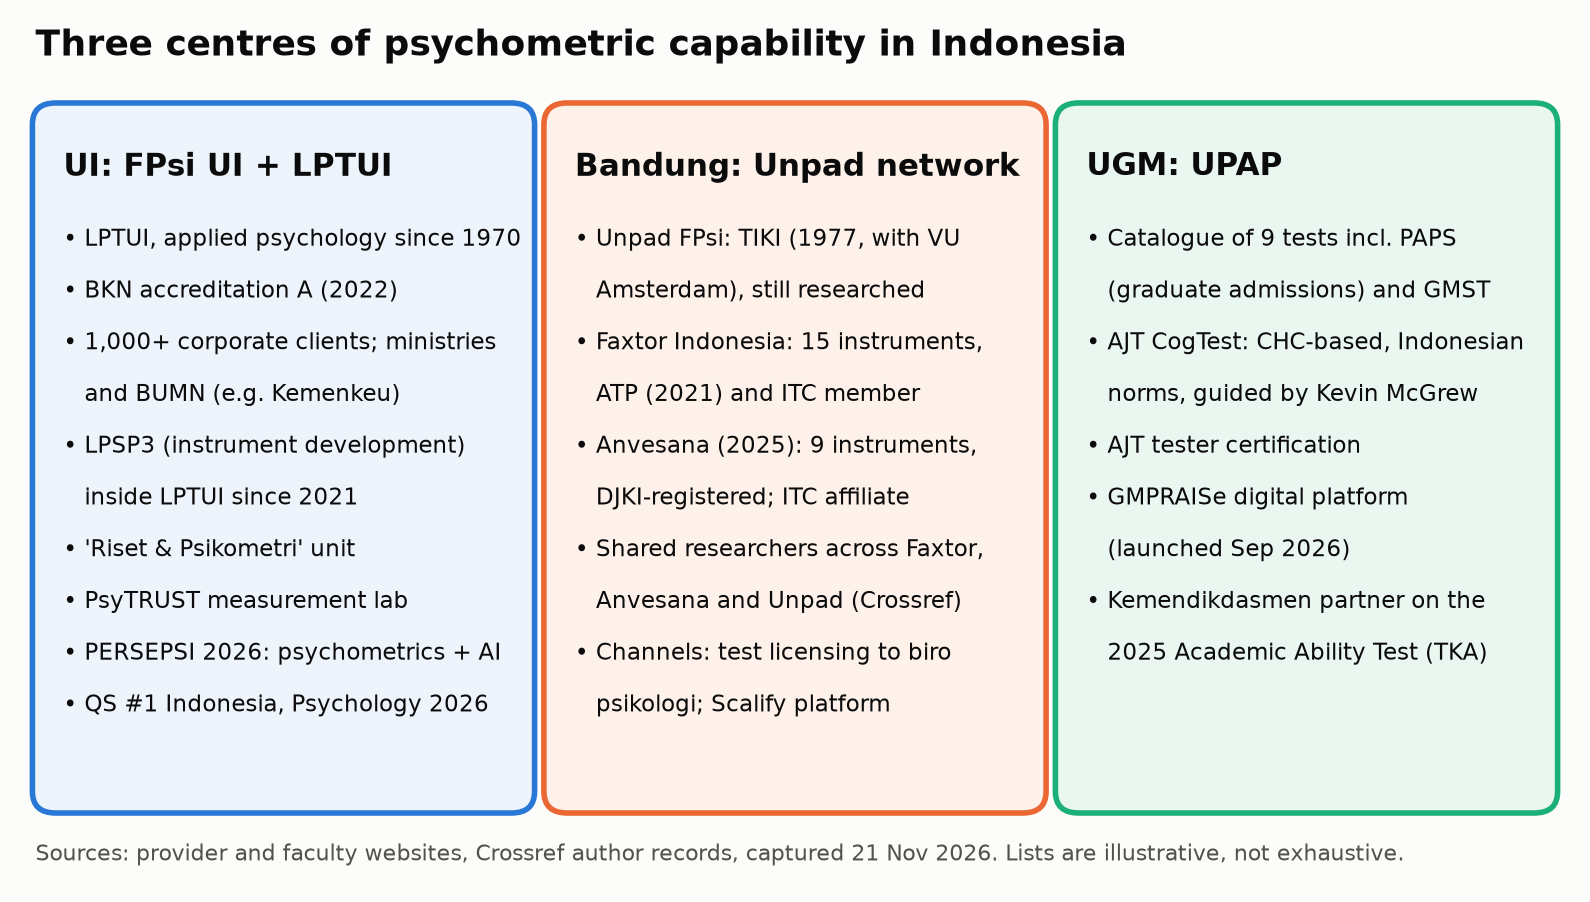 Three centres of psychometric capability in Indonesia
UI: FPsi UI + LPTUI
• LPTUI, applied psychology since 1970
• BKN accreditation A (2022)
• 1,000+ corporate clients; ministries
and BUMN (e.g. Kemenkeu)
• LPSP3 (instrument development)
inside LPTUI since 2021
• 'Riset & Psikometri' unit
• PsyTRUST measurement lab
• PERSEPSI 2026: psychometrics + AI
• QS #1 Indonesia, Psychology 2026
Bandung: Unpad network
• Unpad FPsi: TIKI (1977, with VU
Amsterdam), still researched
• Faxtor Indonesia: 15 instruments,
ATP (2021) and ITC member
• Anvesana (2025): 9 instruments,
DJKI-registered; ITC affiliate
• Shared researchers across Faxtor,
Anvesana and Unpad (Crossref)
• Channels: test licensing to biro
psikologi; Scalify platform
UGM: UPAP
• Catalogue of 9 tests incl. PAPS
(graduate admissions) and GMST
• AJT CogTest: CHC-based, Indonesian
norms, guided by Kevin McGrew
• AJT tester certification
• GMPRAISe digital platform
(launched Sep 2026)
• Kemendikdasmen partner on the
2025 Academic Ability Test (TKA)
Sources: provider and faculty websites, Crossref author records, captured 21 Nov 2026. Lists are illustrative, not exhaustive.